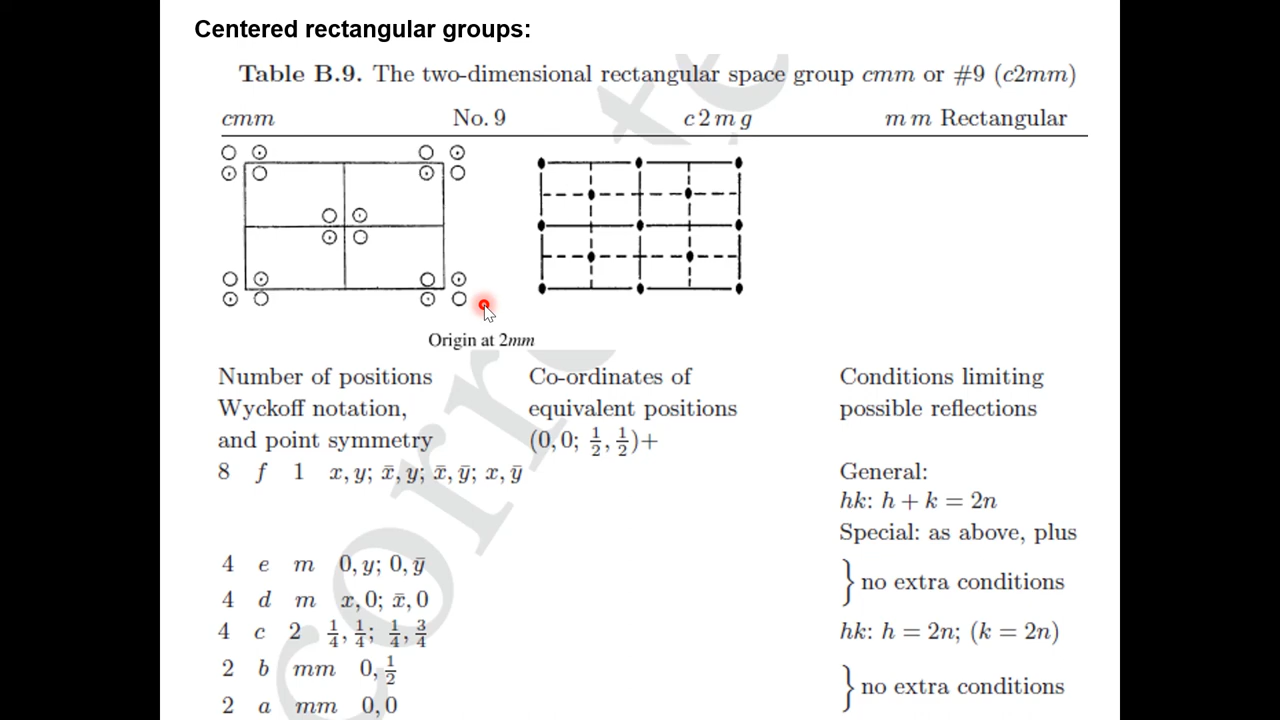 Centered rectangular groups:
Table B.9. The two-dimensional rectangular space group cmm or #9 (c2mm)
cmm No. 9 c 2 m g m m Rectangular
Origin at 2mm
Number of positions Co-ordinates of Conditions limiting
Wyckoff notation, equivalent positions possible reflections
and point symmetry (0, 0; 1/2, 1/2)+
8 f 1 x, y; x̄, y; x̄, ȳ; x, ȳ General:
hk: h + k = 2n
Special: as above, plus
4 e m 0, y; 0, ȳ
} no extra conditions
4 d m x, 0; x̄, 0
4 c 2 1/4, 1/4; 1/4, 3/4 hk: h = 2n; (k = 2n)
2 b mm 0, 1/2
} no extra conditions
2 a mm 0, 0